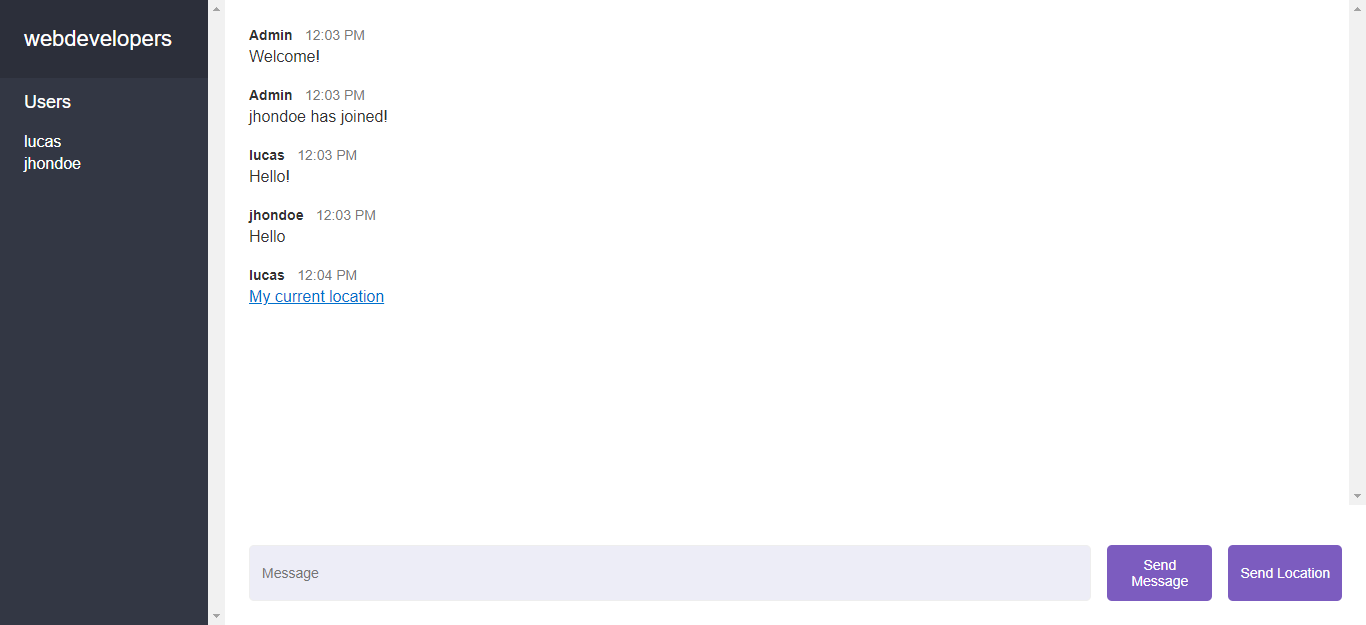 webdevelopers
Users
lucas
jhondoe
Admin 12:03 PM
Welcome!
Admin 12:03 PM
jhondoe has joined!
lucas 12:03 PM
Hello!
jhondoe 12:03 PM
Hello
lucas 12:04 PM
My current location
Message
Send
Message
Send Location